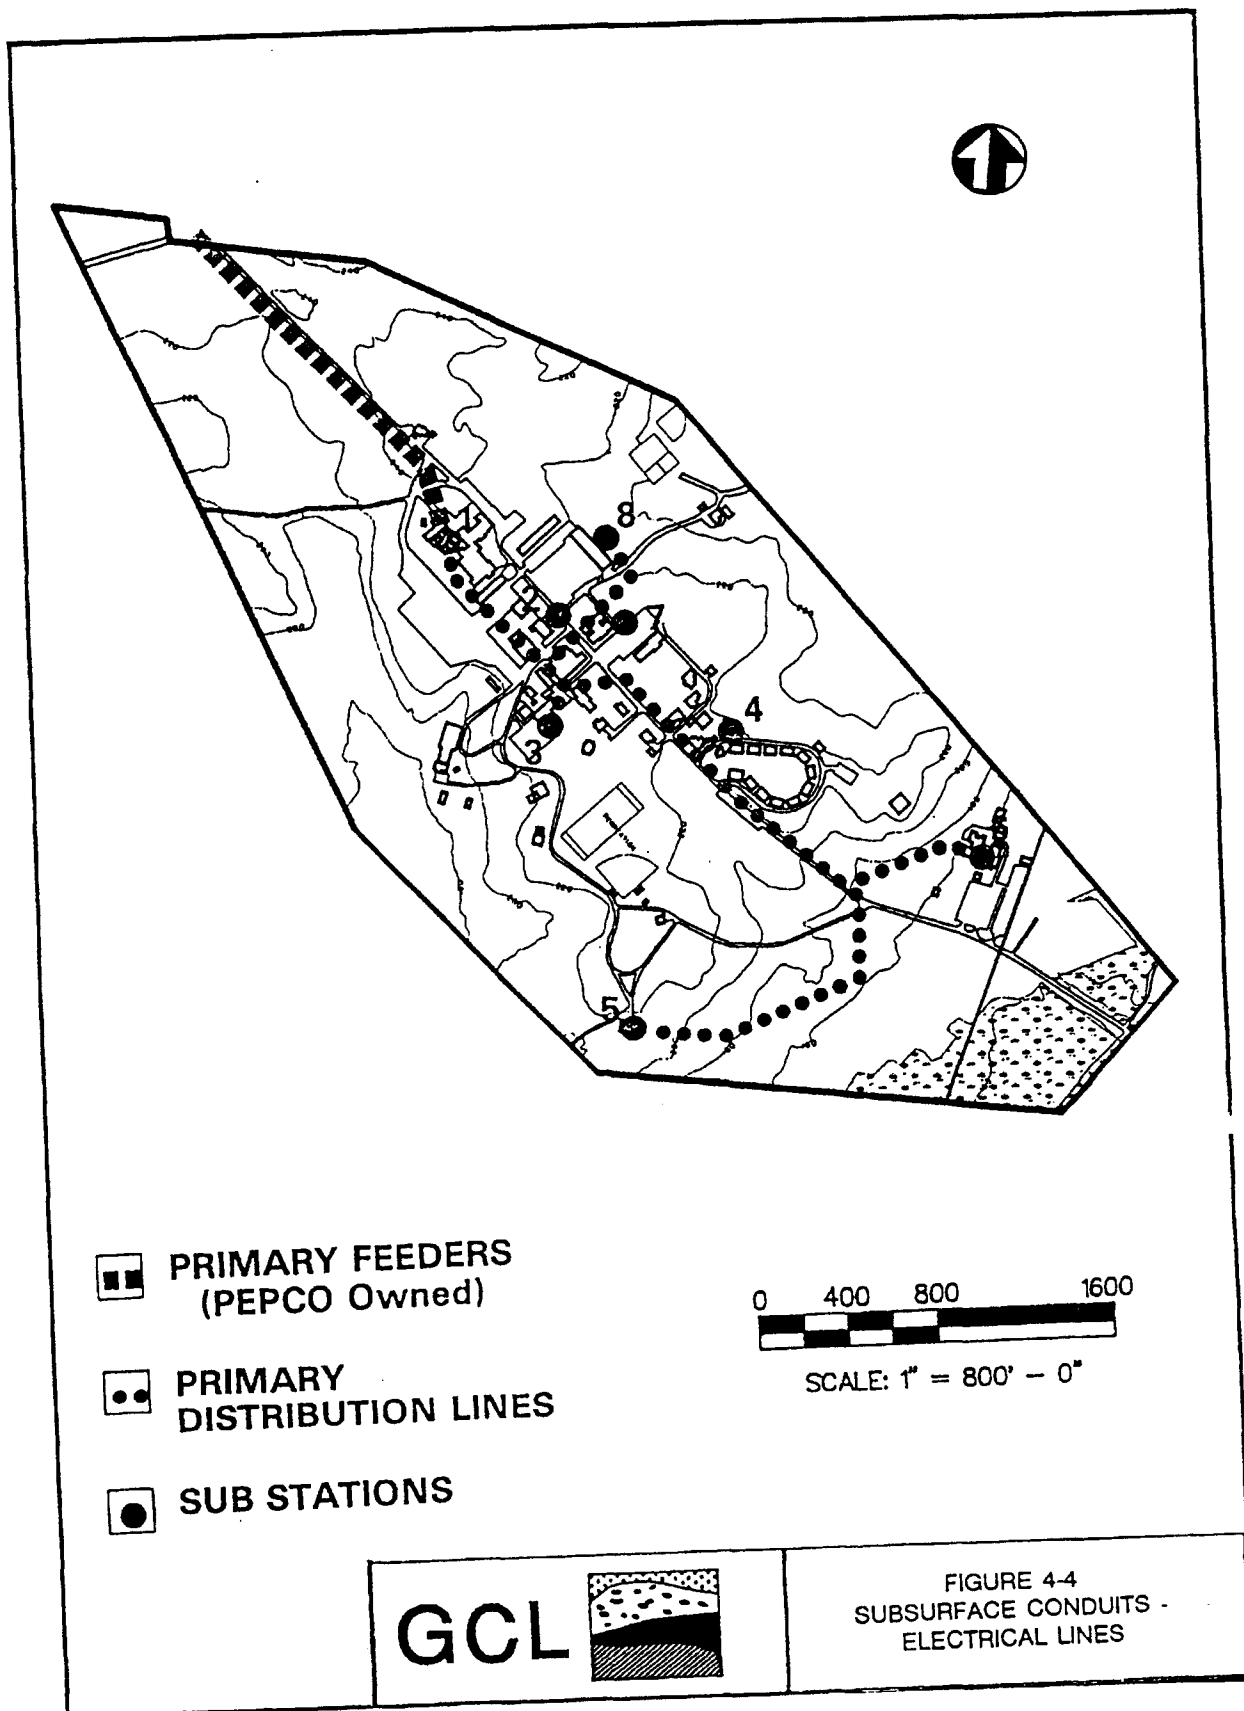 8
1
4
3
5
PRIMARY FEEDERS
(PEPCO Owned)
0 400 800 1600
SCALE: 1" = 800' - 0"
PRIMARY
DISTRIBUTION LINES
SUB STATIONS
GCL
FIGURE 4-4
SUBSURFACE CONDUITS -
ELECTRICAL LINES